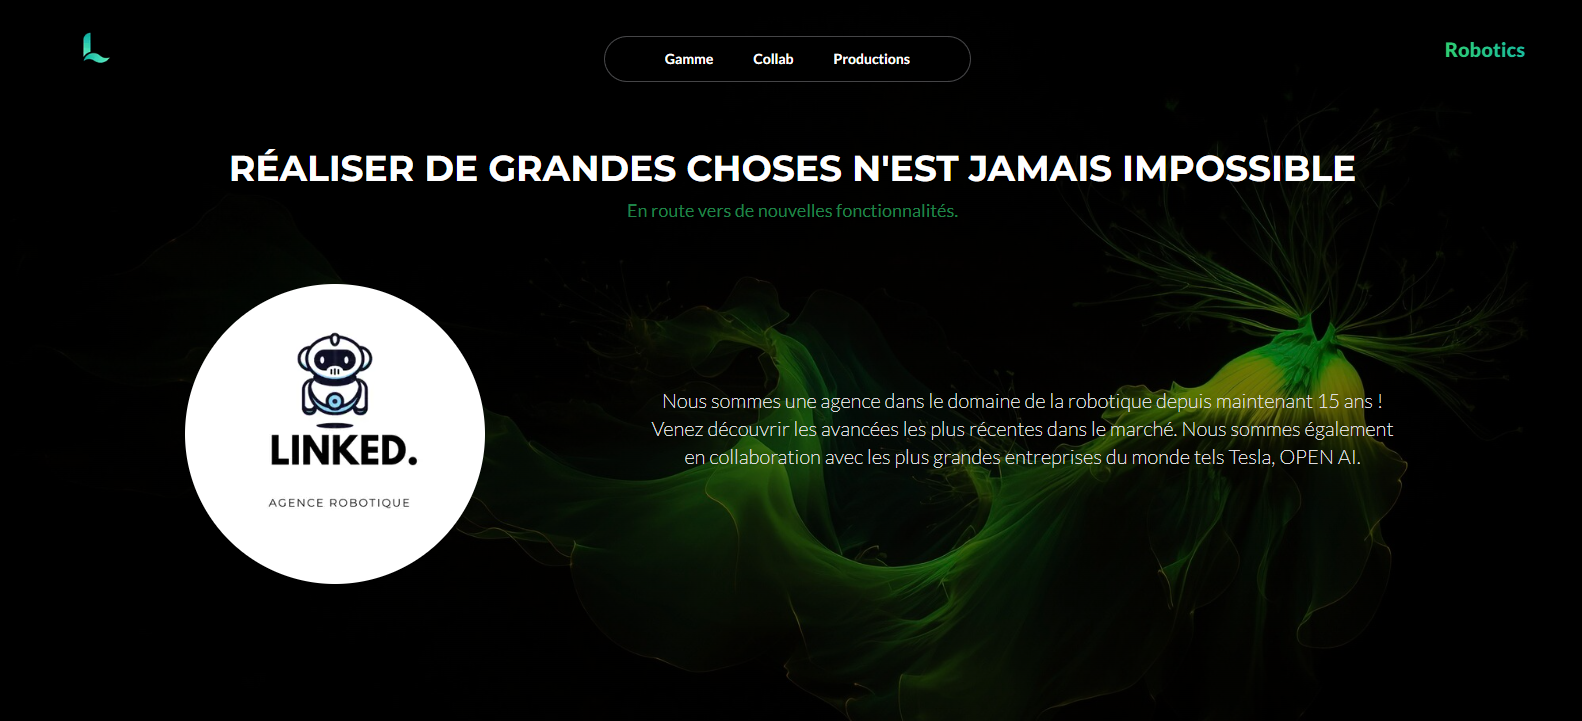 Gamme Collab Productions
Robotics
RÉALISER DE GRANDES CHOSES N'EST JAMAIS IMPOSSIBLE
En route vers de nouvelles fonctionnalités.
LINKED.
AGENCE ROBOTIQUE
Nous sommes une agence dans le domaine de la robotique depuis maintenant 15 ans !
Venez découvrir les avancées les plus récentes dans le marché. Nous sommes également
en collaboration avec les plus grandes entreprises du monde tels Tesla, OPEN AI.